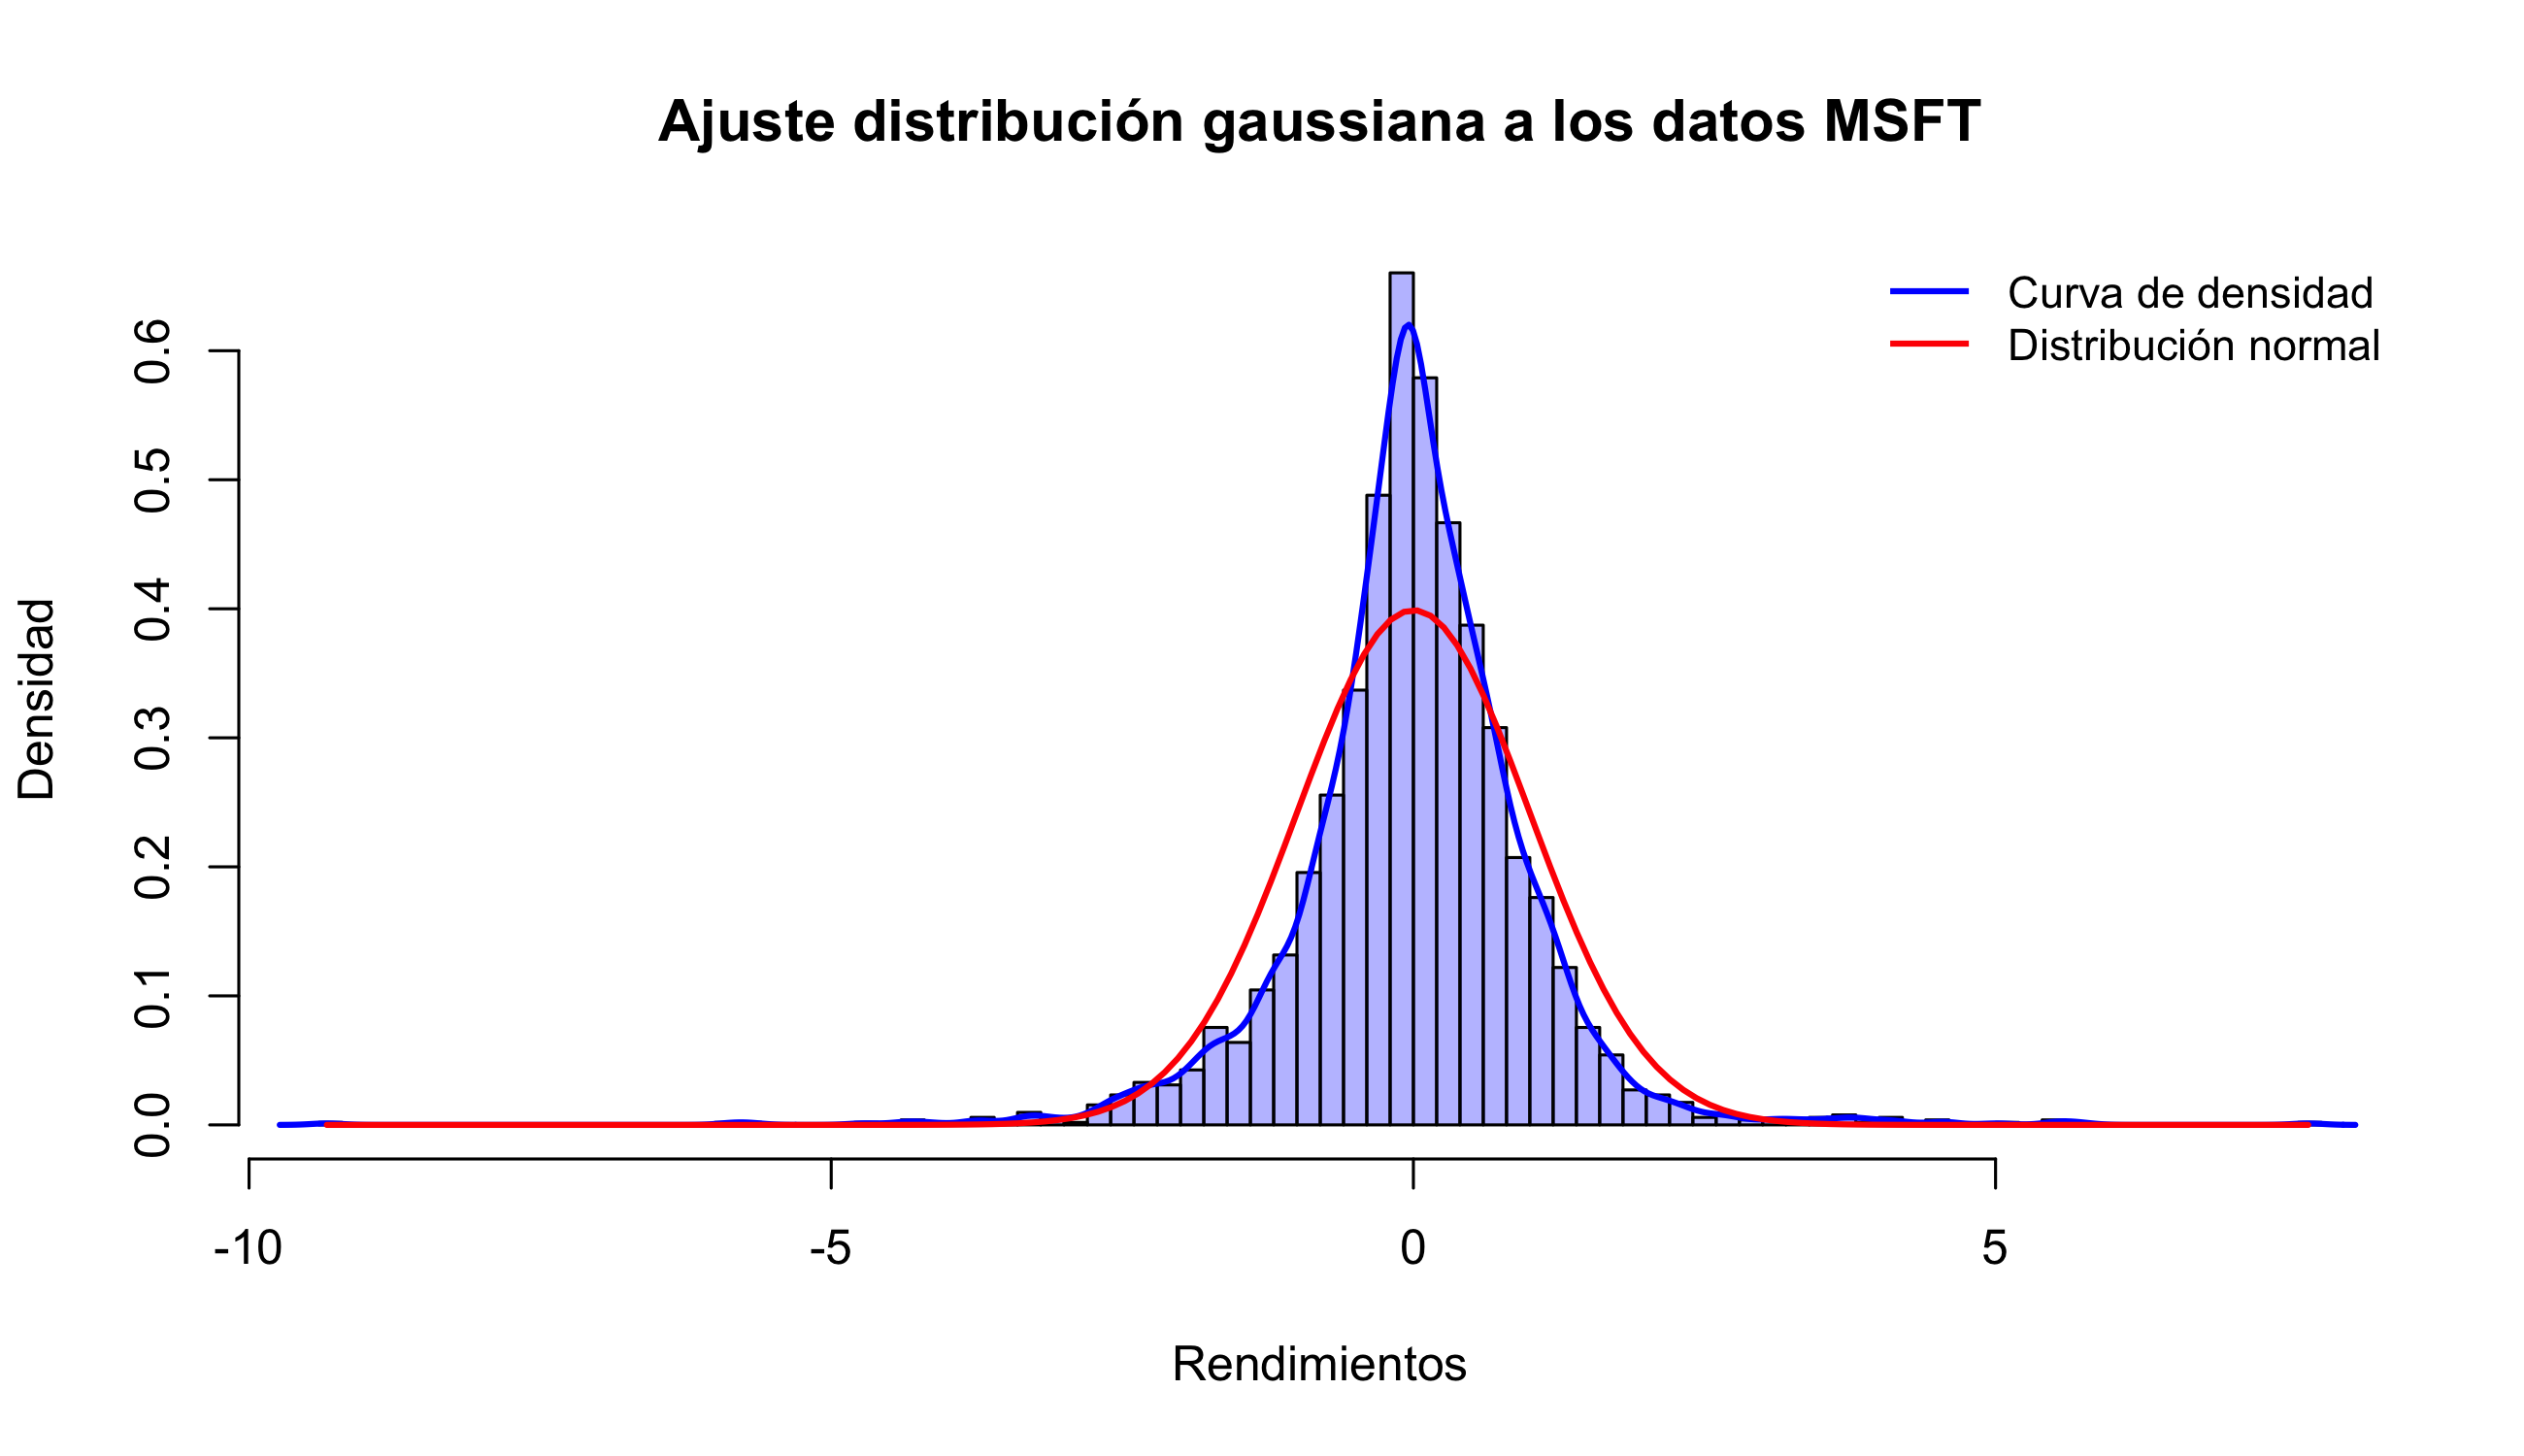 Ajuste distribución gaussiana a los datos MSFT
Curva de densidad
Distribución normal
Densidad
0.6
0.5
0.4
0.3
0.2
0.1
0.0
-10 -5 0 5
Rendimientos